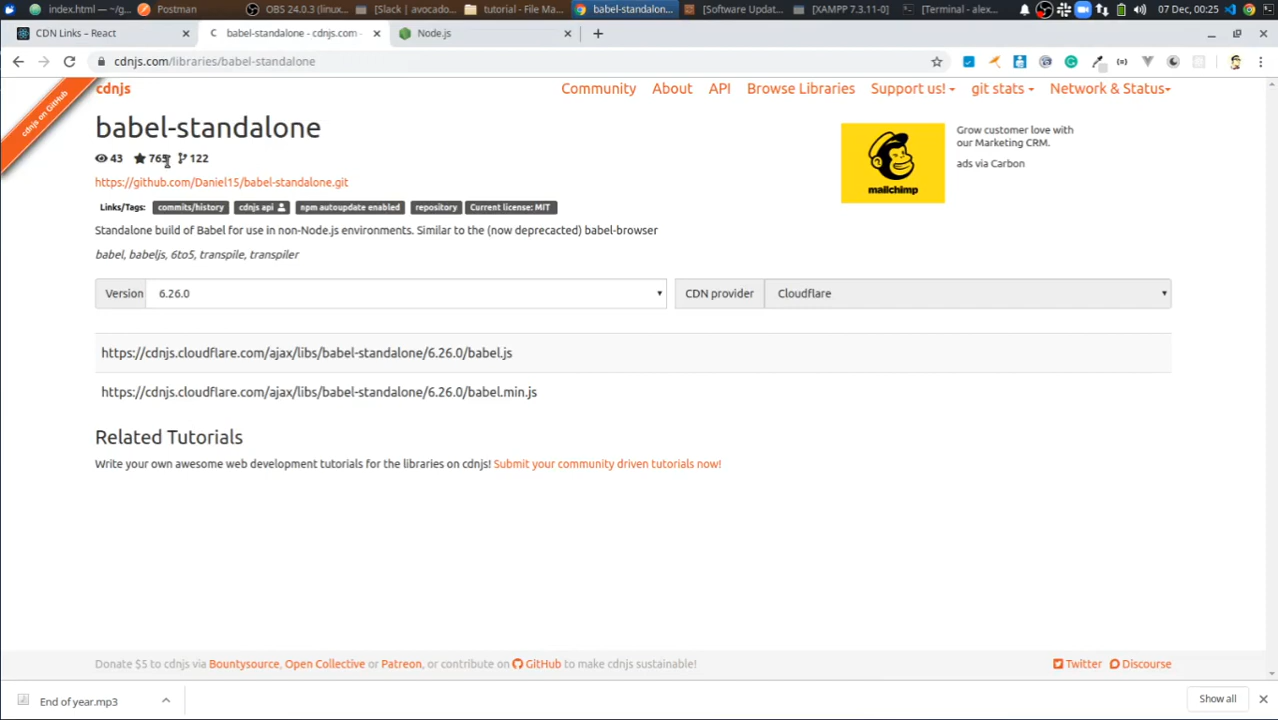 index.html — ~/g...
Postman
OBS 24.0.3 (linux...
[Slack | avocado...
tutorial - File Ma...
babel-standalon...
[Software Updat...
[XAMPP 7.3.11-0]
[Terminal - alex...
07 Dec, 00:25
CDN Links – React
babel-standalone - cdnjs.com -
Node.js
cdnjs.com/libraries/babel-standalone
cdnjs on GitHub
cdnjs
Community
About
API
Browse Libraries
Support us!
git stats
Network & Status
babel-standalone
43 765 122
Grow customer love with
our Marketing CRM.
ads via Carbon
mailchimp
https://github.com/Daniel15/babel-standalone.git
Links/Tags: commits/history cdnjs api npm autoupdate enabled repository Current license: MIT
Standalone build of Babel for use in non-Node.js environments. Similar to the (now deprecacted) babel-browser
babel, babeljs, 6to5, transpile, transpiler
Version 6.26.0
CDN provider Cloudflare
https://cdnjs.cloudflare.com/ajax/libs/babel-standalone/6.26.0/babel.js
https://cdnjs.cloudflare.com/ajax/libs/babel-standalone/6.26.0/babel.min.js
Related Tutorials
Write your own awesome web development tutorials for the libraries on cdnjs! Submit your community driven tutorials now!
Donate $5 to cdnjs via Bountysource, Open Collective or Patreon, or contribute on GitHub to make cdnjs sustainable!
Twitter Discourse
End of year.mp3
Show all